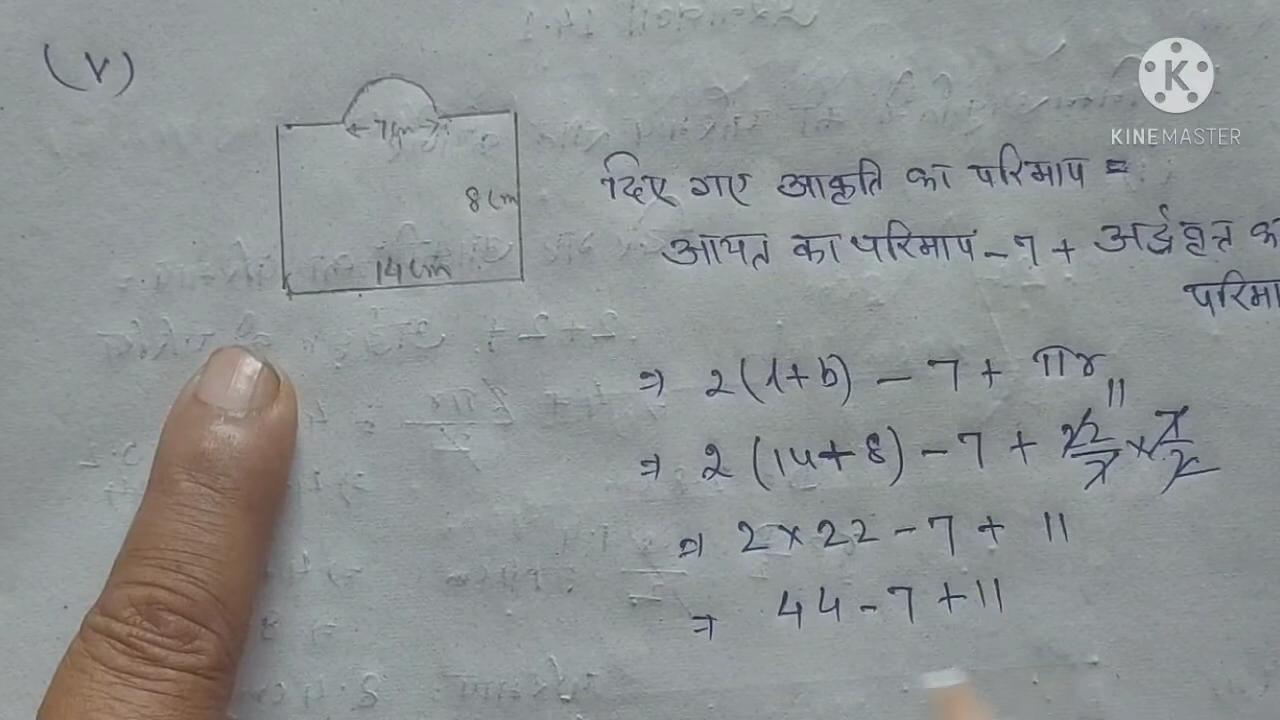 (v)
7cm
8cm
14cm
KINEMASTER
दिए गए आकृति का परिमाप =
आयत का परिमाप - 7 + अर्द्धवृत्त
⇒ 2(l+b) - 7 + πr
11
⇒ 2(14+8) - 7 + 22/7 × 7/2
⇒ 2×22 - 7 + 11
⇒ 44 - 7 + 11